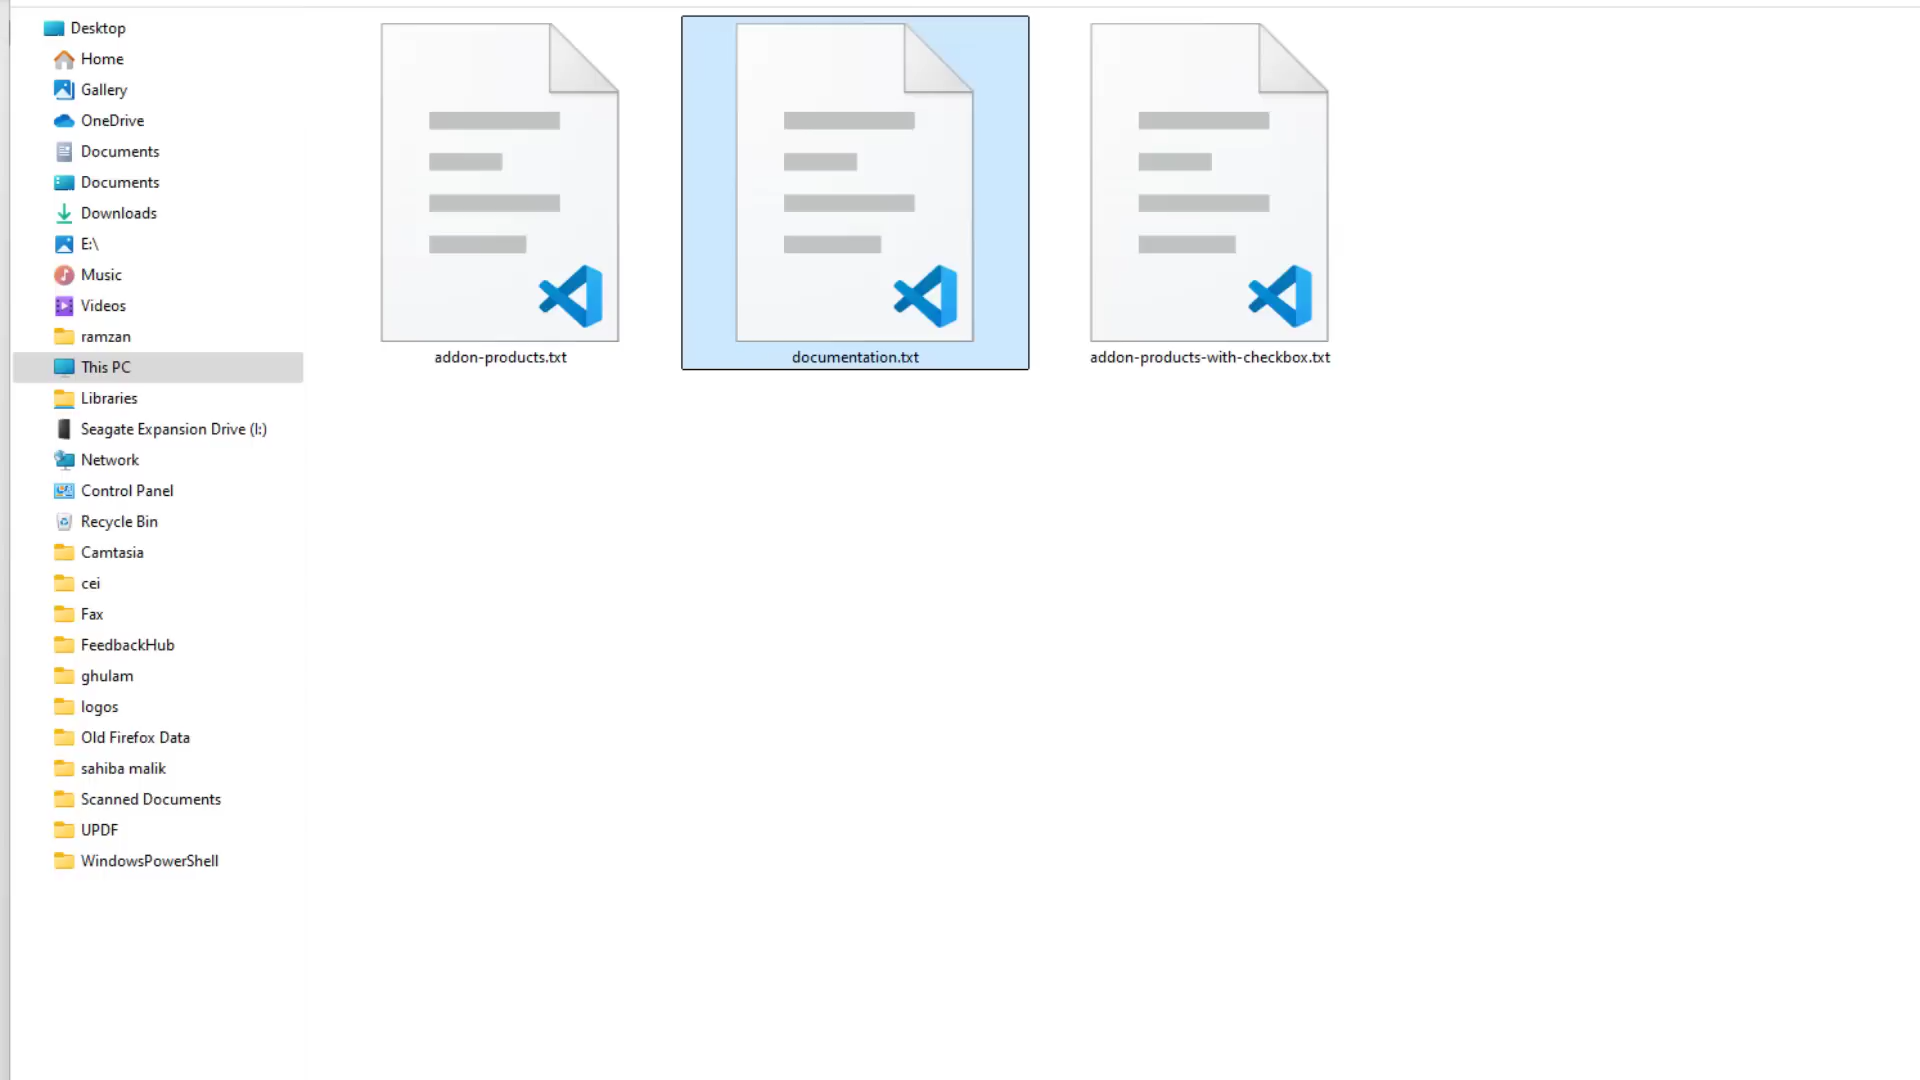 Desktop
Home
Gallery
OneDrive
Documents
Documents
Downloads
E:\
Music
Videos
ramzan
This PC
Libraries
Seagate Expansion Drive (I:)
Network
Control Panel
Recycle Bin
Camtasia
cei
Fax
FeedbackHub
ghulam
logos
Old Firefox Data
sahiba malik
Scanned Documents
UPDF
WindowsPowerShell
addon-products.txt
documentation.txt
addon-products-with-checkbox.txt